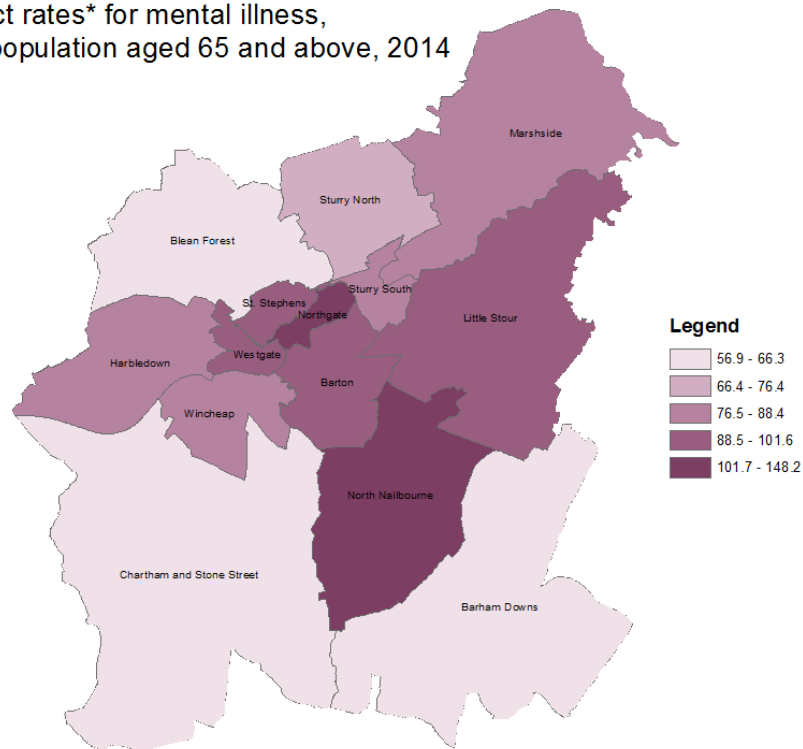 ct rates* for mental illness,
population aged 65 and above, 2014
Marshside
Sturry North
Blean Forest
Sturry South
St. Stephens
Northgate
Little Stour
Legend
56.9 - 66.3
66.4 - 76.4
76.5 - 88.4
88.5 - 101.6
101.7 - 148.2
Westgate
Harbledown
Barton
Wincheap
North Nailbourne
Chartham and Stone Street
Barham Downs